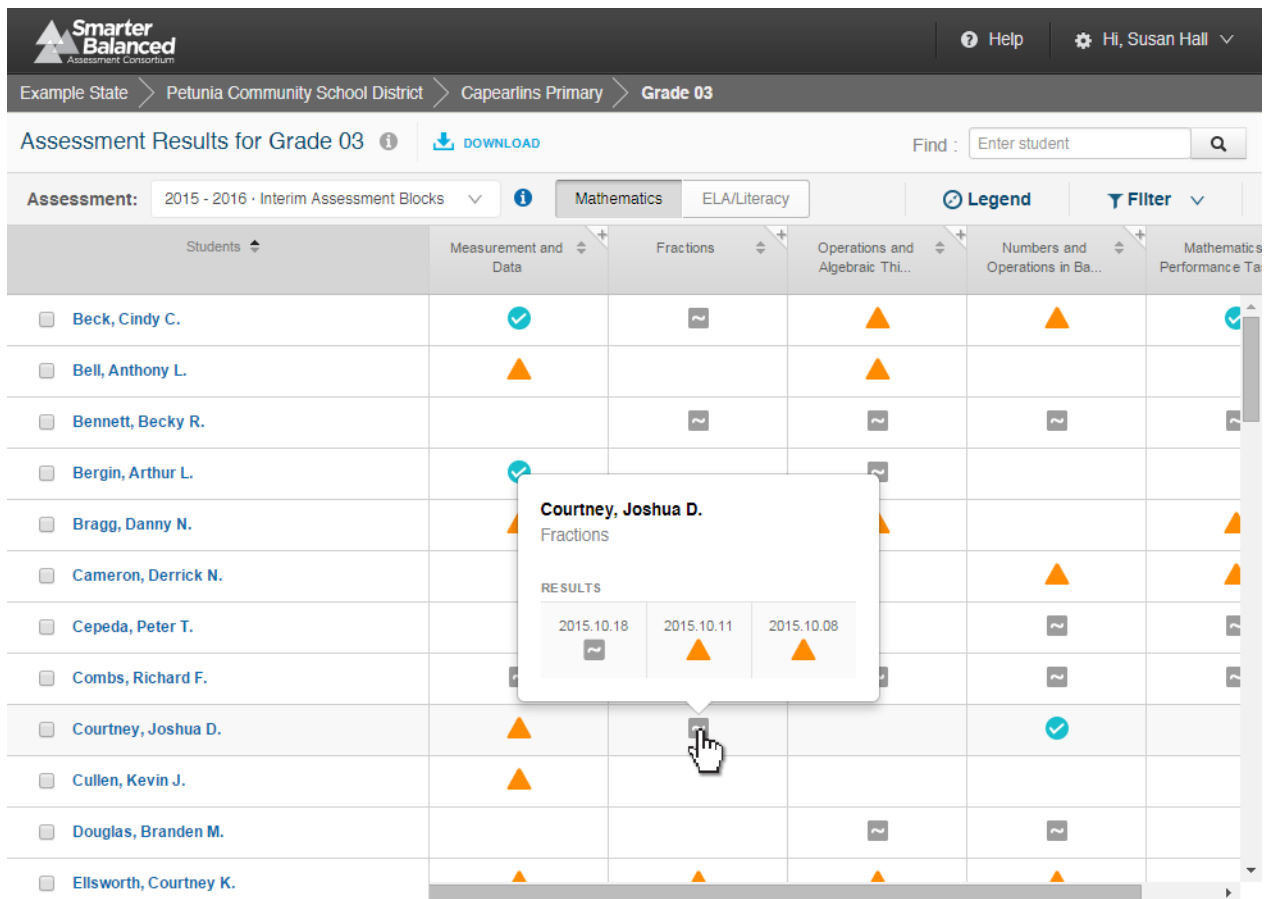 Smarter
Balanced
Assessment Consortium
Help
Hi, Susan Hall
Example State
Petunia Community School District
Capearlins Primary
Grade 03
Assessment Results for Grade 03
DOWNLOAD
Find :
Enter student
Assessment:
2015 - 2016 · Interim Assessment Blocks
Mathematics
ELA/Literacy
Legend
Filter
Students
Measurement and
Data
Fractions
Operations and
Algebraic Thi...
Numbers and
Operations in Ba...
Mathematics
Performance Ta
Beck, Cindy C.
Bell, Anthony L.
Bennett, Becky R.
Bergin, Arthur L.
Bragg, Danny N.
Cameron, Derrick N.
Cepeda, Peter T.
Combs, Richard F.
Courtney, Joshua D.
Cullen, Kevin J.
Douglas, Branden M.
Ellsworth, Courtney K.
Courtney, Joshua D.
Fractions
RESULTS
2015.10.18
2015.10.11
2015.10.08